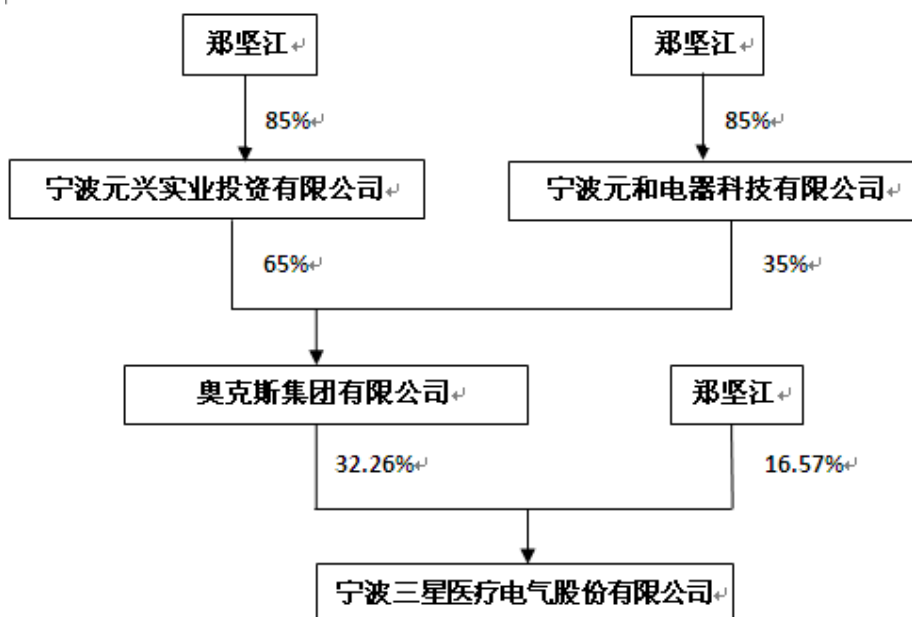 郑坚江
郑坚江
85%
85%
宁波元兴实业投资有限公司
宁波元和电器科技有限公司
65%
35%
奥克斯集团有限公司
郑坚江
32.26%
16.57%
宁波三星医疗电气股份有限公司